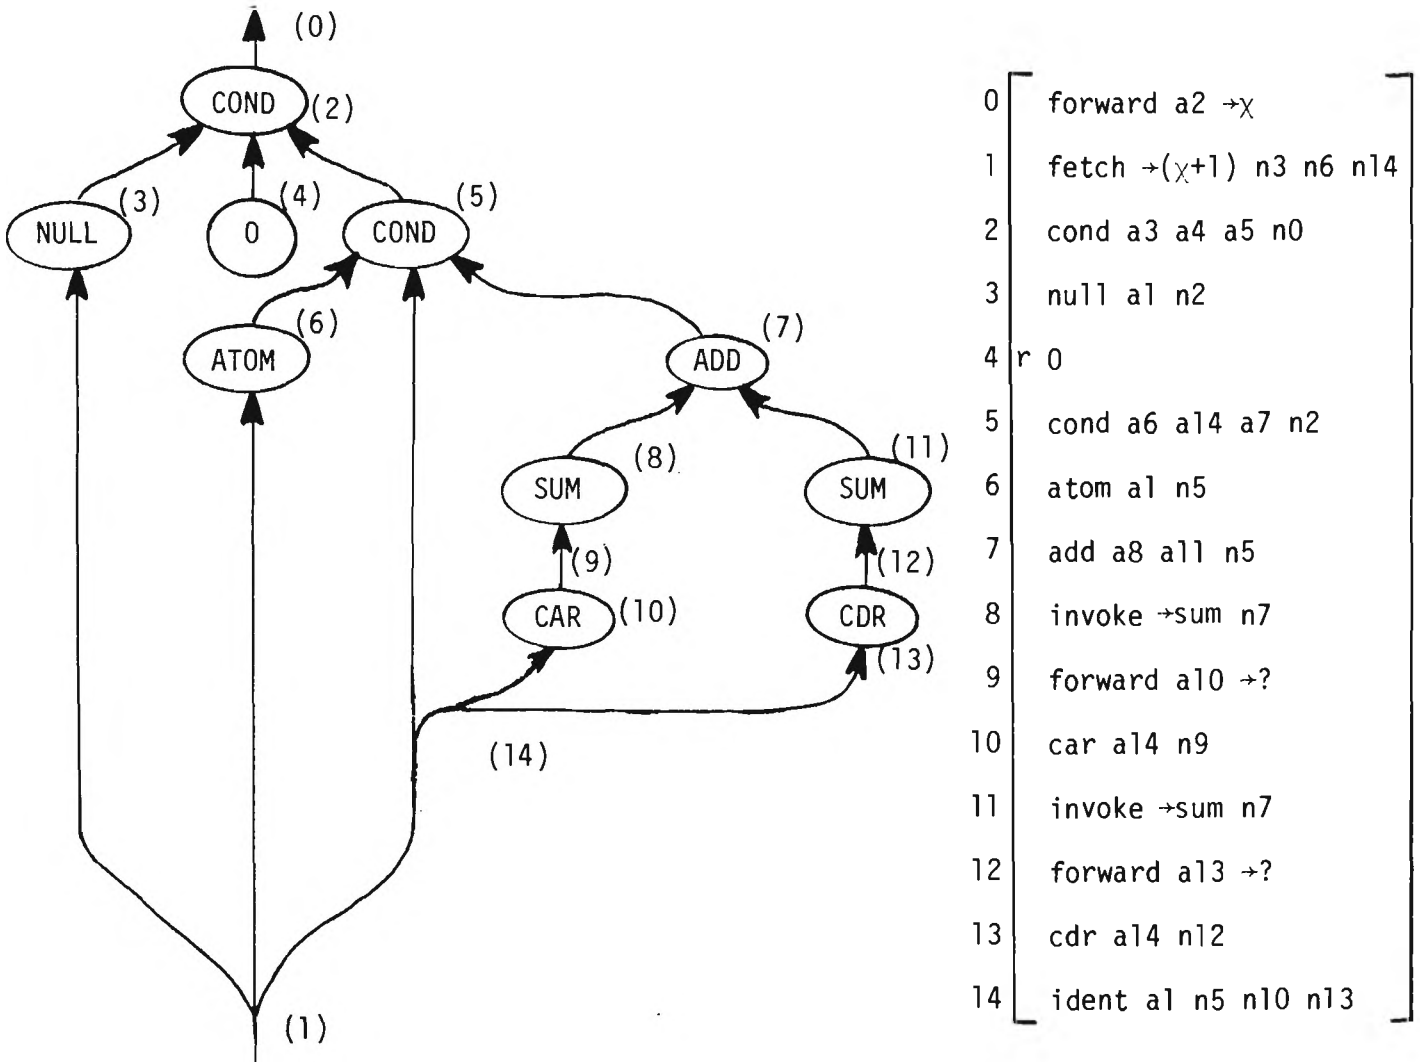 (0)
COND (2)
NULL (3)
0 (4)
COND (5)
ATOM (6)
ADD (7)
SUM (8)
SUM (11)
(9)
(12)
CAR (10)
CDR
(13)
(14)
(1)
0 forward a2 →χ
1 fetch →(χ+1) n3 n6 n14
2 cond a3 a4 a5 n0
3 null a1 n2
4 r 0
5 cond a6 a14 a7 n2
6 atom a1 n5
7 add a8 a11 n5
8 invoke →sum n7
9 forward a10 →?
10 car a14 n9
11 invoke →sum n7
12 forward a13 →?
13 cdr a14 n12
14 ident a1 n5 n10 n13